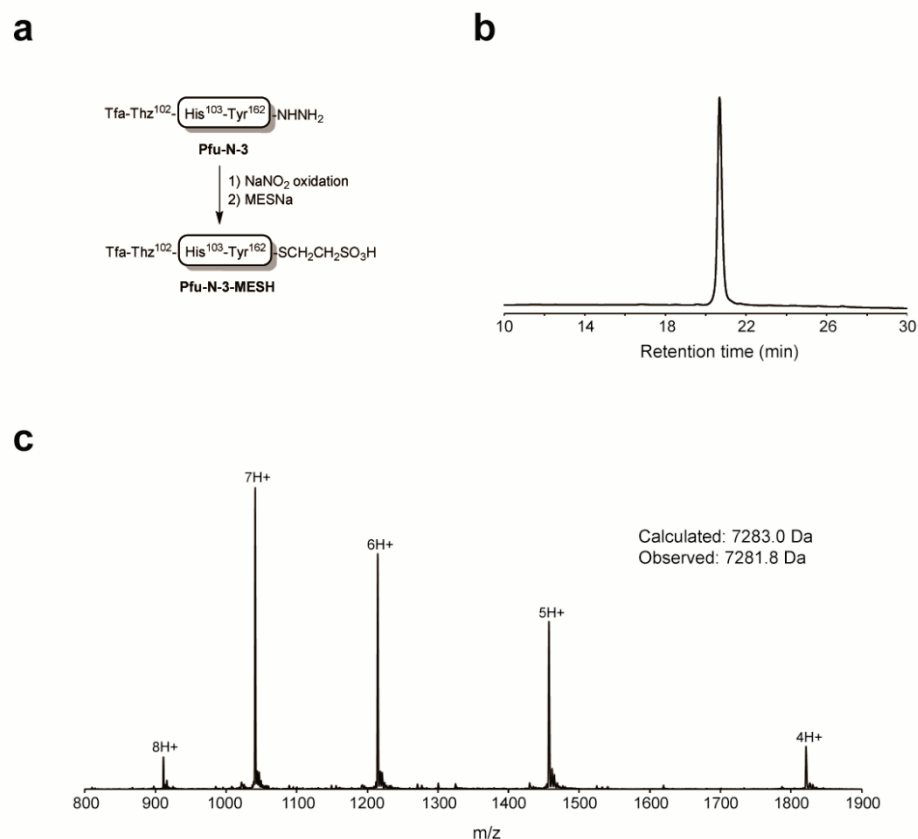 a
Tfa-Thz¹⁰²-His¹⁰³-Tyr¹⁶²-NHNH₂
Pfu-N-3
1) NaNO₂ oxidation
2) MESNa
Tfa-Thz¹⁰²-His¹⁰³-Tyr¹⁶²-SCH₂CH₂SO₃H
Pfu-N-3-MESH
b
10 14 18 22 26 30
Retention time (min)
c
7H+
6H+
5H+
8H+
4H+
Calculated: 7283.0 Da
Observed: 7281.8 Da
800 900 1000 1100 1200 1300 1400 1500 1600 1700 1800 1900
m/z